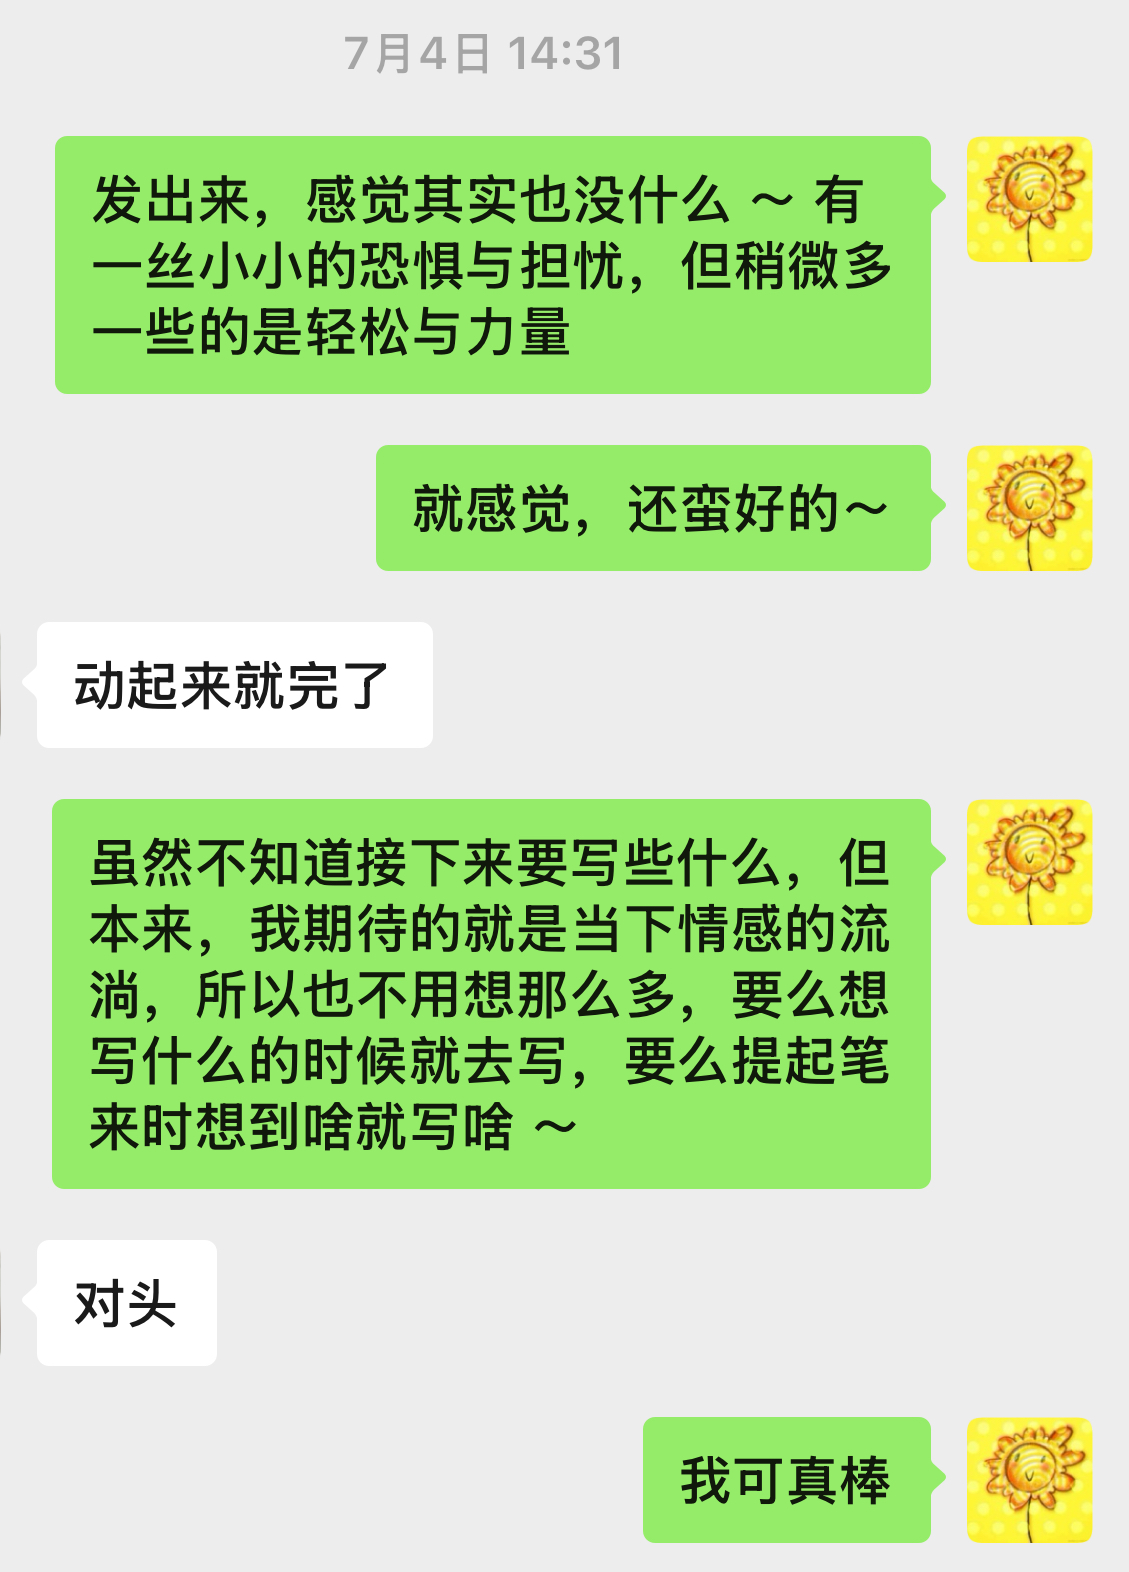 7月4日 14:31
发出来，感觉其实也没什么 ～ 有
一丝小小的恐惧与担忧，但稍微多
一些的是轻松与力量
就感觉，还蛮好的～
动起来就完了
虽然不知道接下来要写些什么，但
本来，我期待的就是当下情感的流
淌，所以也不用想那么多，要么想
写什么的时候就去写，要么提起笔
来时想到啥就写啥 ～
对头
我可真棒